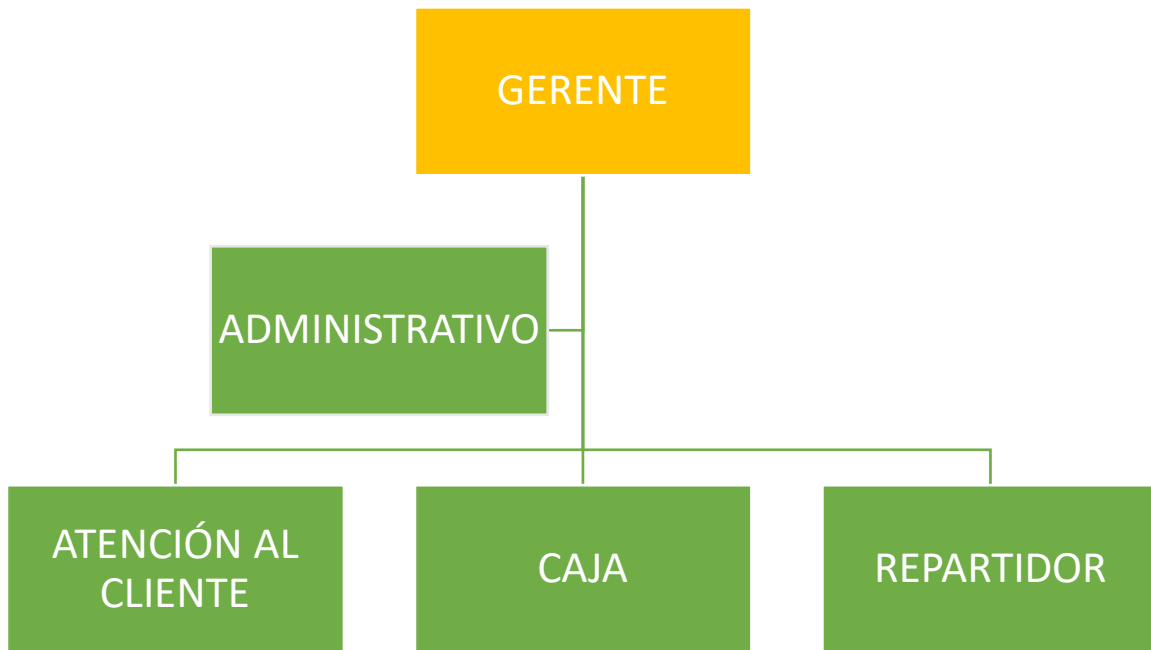 GERENTE
ADMINISTRATIVO
ATENCIÓN AL
CLIENTE
CAJA
REPARTIDOR